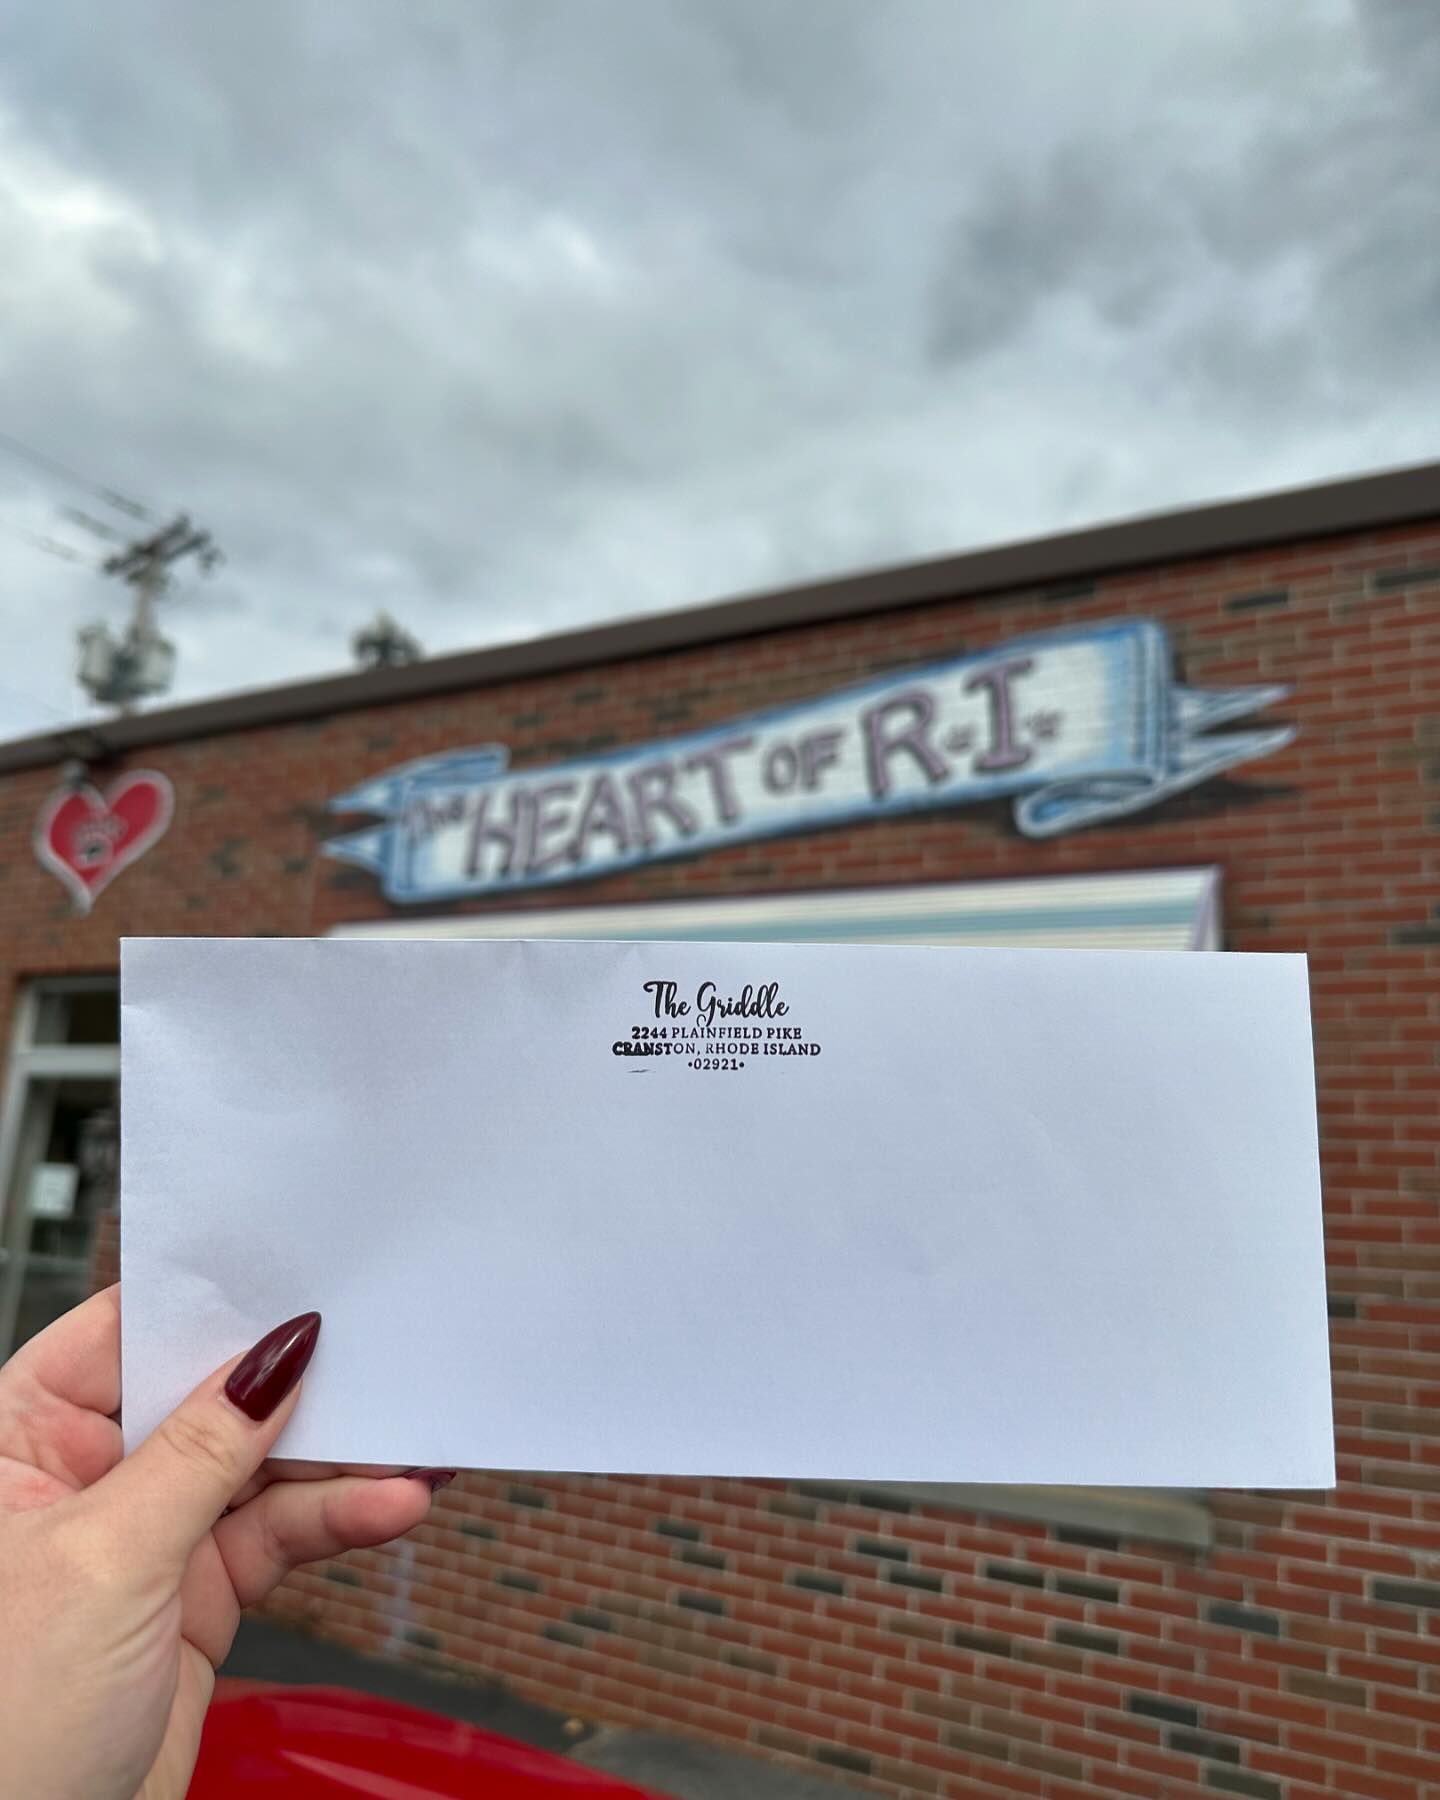 the HEART OF R.I.
The Griddle
2244 PLAINFIELD PIKE
CRANSTON, RHODE ISLAND
•02921•